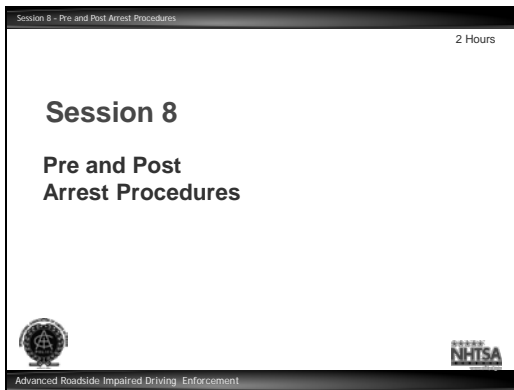 Session 8 - Pre and Post Arrest Procedures
2 Hours
Session 8
Pre and Post
Arrest Procedures
NHTSA
Advanced Roadside Impaired Driving Enforcement